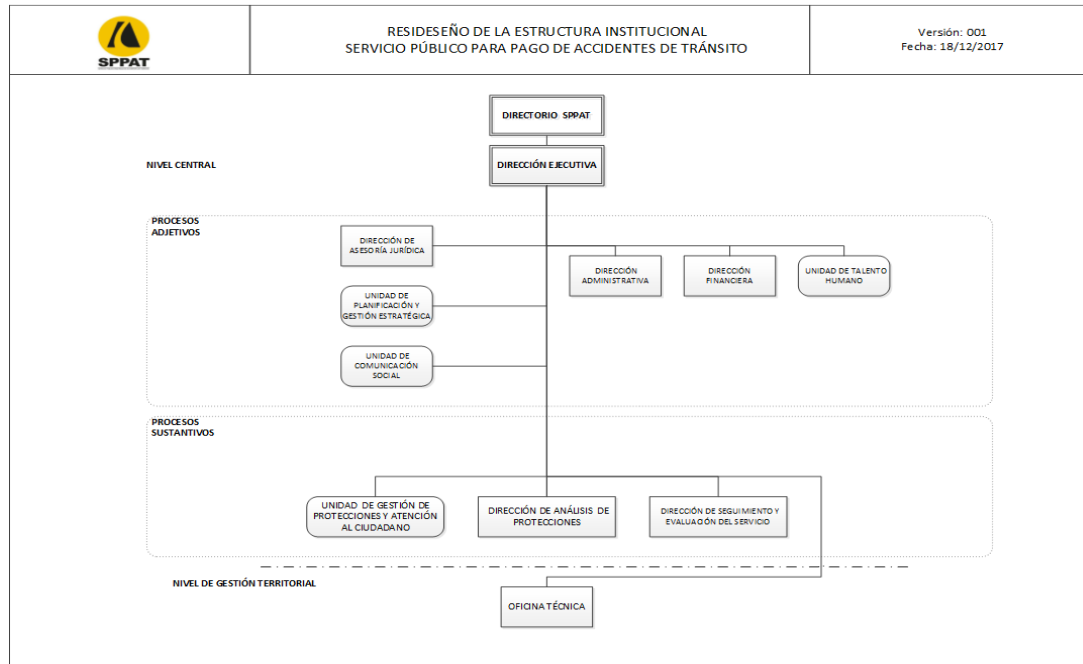 SPPAT
RESIDESEÑO DE LA ESTRUCTURA INSTITUCIONAL
SERVICIO PÚBLICO PARA PAGO DE ACCIDENTES DE TRÁNSITO
Versión: 001
Fecha: 18/12/2017
DIRECTORIO SPPAT
NIVEL CENTRAL
DIRECCIÓN EJECUTIVA
PROCESOS
ADJETIVOS
DIRECCIÓN DE
ASESORÍA JURÍDICA
DIRECCIÓN
ADMINISTRATIVA
DIRECCIÓN
FINANCIERA
UNIDAD DE TALENTO
HUMANO
UNIDAD DE
PLANIFICACIÓN Y
GESTIÓN ESTRATÉGICA
UNIDAD DE
COMUNICACIÓN
SOCIAL
PROCESOS
SUSTANTIVOS
UNIDAD DE GESTIÓN DE
PROTECCIONES Y ATENCIÓN
AL CIUDADANO
DIRECCIÓN DE ANÁLISIS DE
PROTECCIONES
DIRECCIÓN DE SEGUIMIENTO Y
EVALUACIÓN DEL SERVICIO
NIVEL DE GESTIÓN TERRITORIAL
OFICINA TÉCNICA